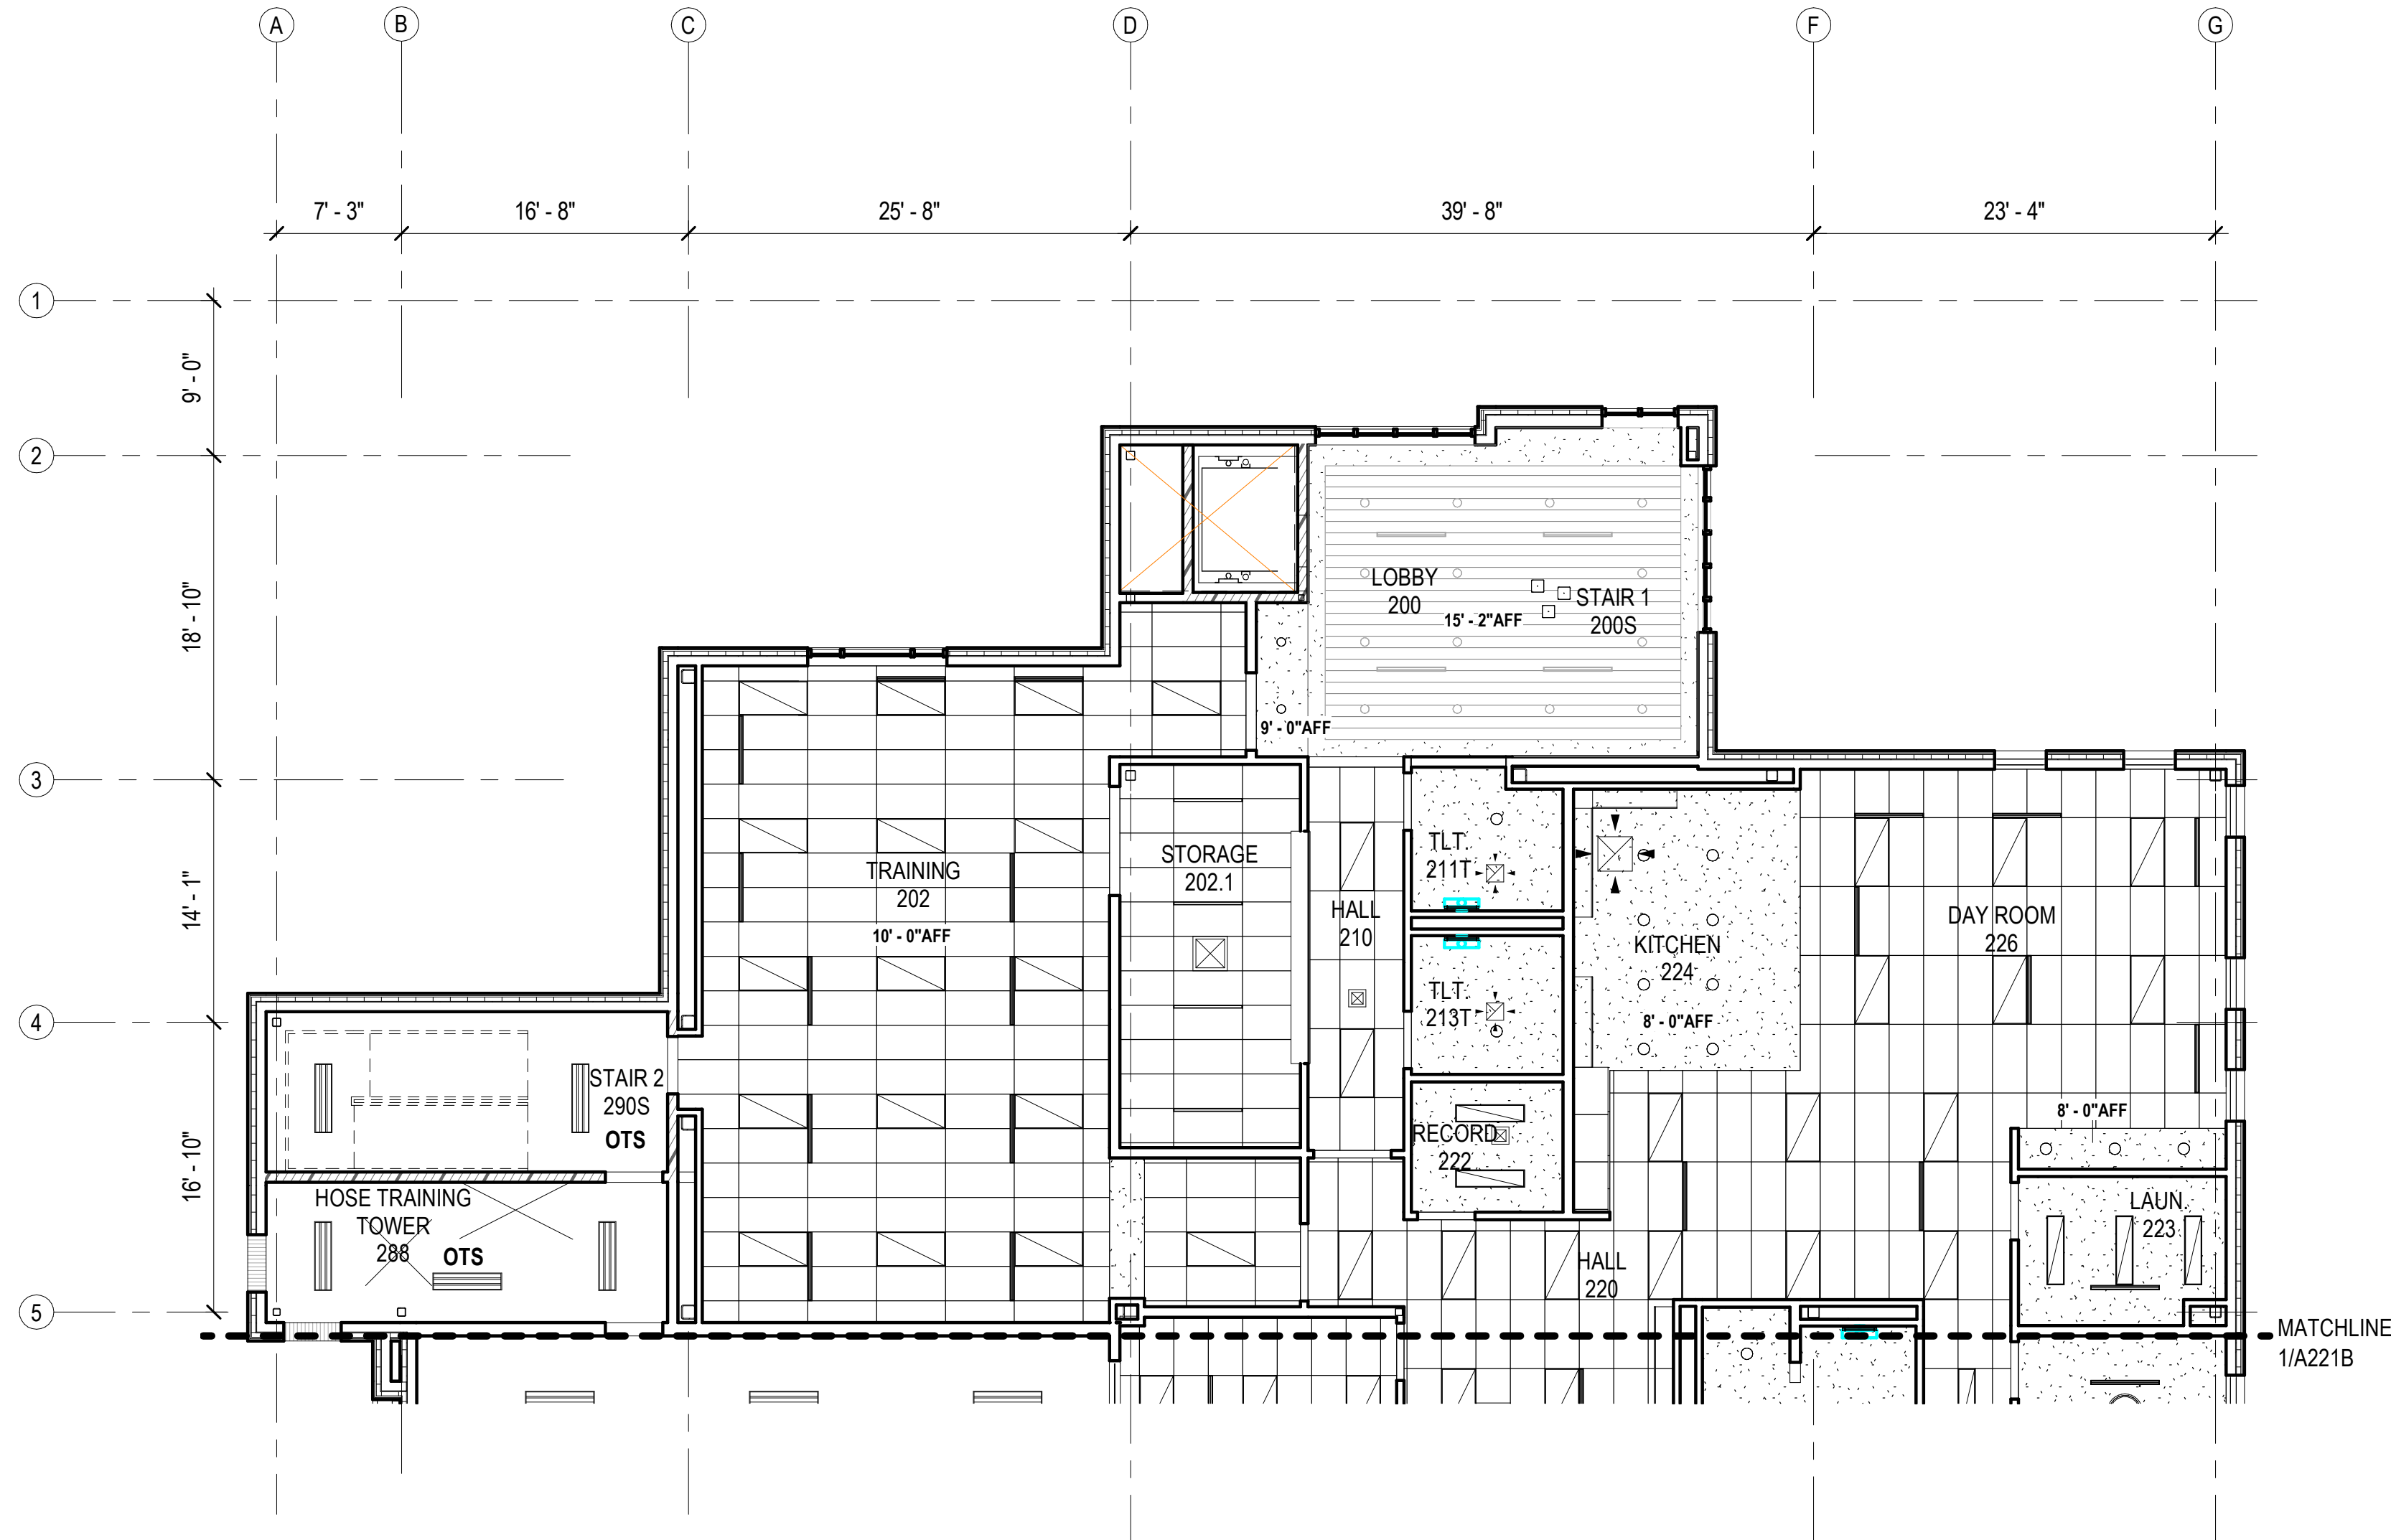 A
B
C
D
F
G
7' - 3"
16' - 8"
25' - 8"
39' - 8"
23' - 4"
1
9' - 0"
2
18' - 10"
3
14' - 1"
4
16' - 10"
5
LOBBY
200
15' - 2"AFF
STAIR 1
200S
9' - 0"AFF
TRAINING
202
10' - 0"AFF
STORAGE
202.1
HALL
210
TLT.
211T
TLT.
213T
KITCHEN
224
8' - 0"AFF
DAY ROOM
226
8' - 0"AFF
STAIR 2
290S
OTS
RECORD
222
HOSE TRAINING
TOWER
288
OTS
LAUN.
223
HALL
220
MATCHLINE
1/A221B